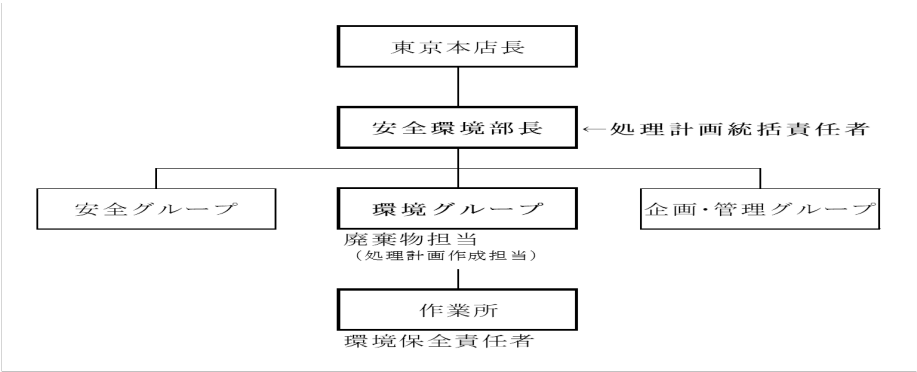 東京本店長
安全環境部長 ←処理計画統括責任者
安全グループ 環境グループ 企画・管理グループ
廃棄物担当
（処理計画作成担当）
作業所
環境保全責任者